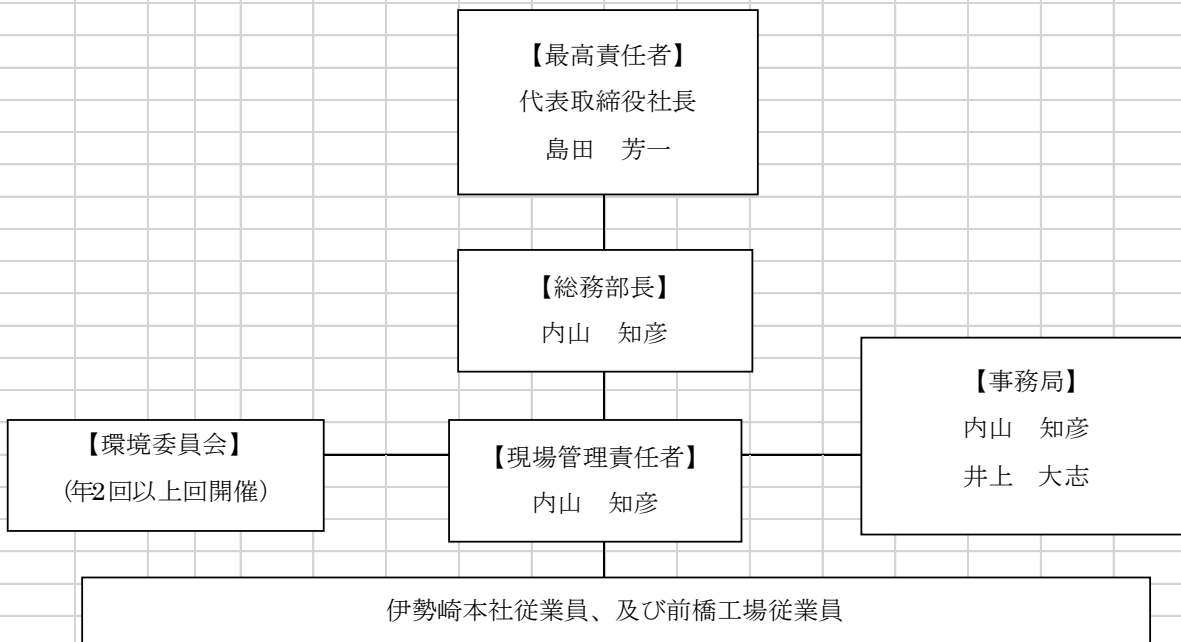 【最高責任者】
代表取締役社長
島田　芳一
【総務部長】
内山　知彦
【事務局】
内山　知彦
井上　大志
【環境委員会】
(年2回以上回開催)
【現場管理責任者】
内山　知彦
伊勢崎本社従業員、及び前橋工場従業員